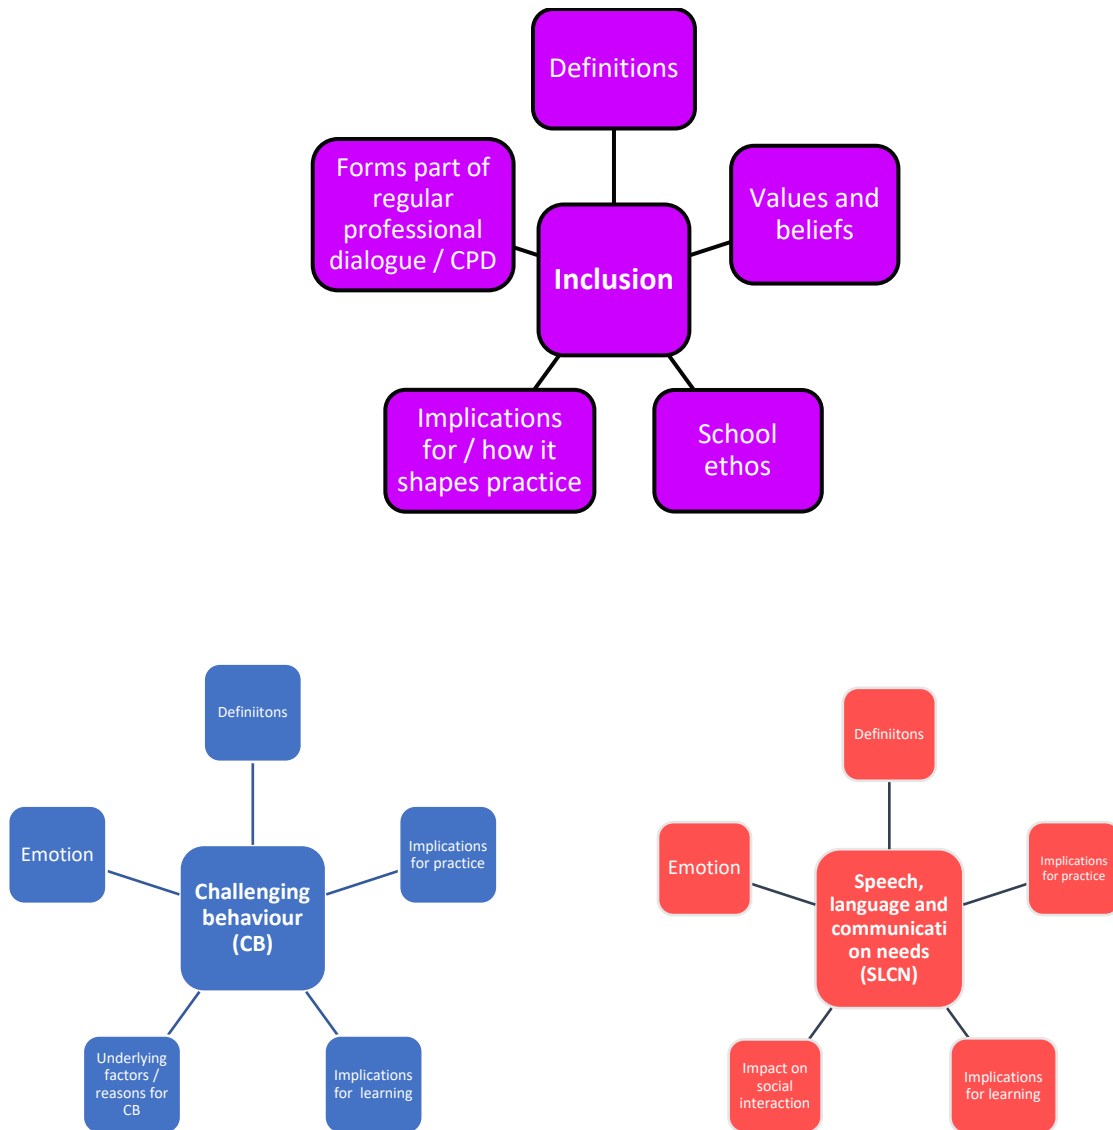 Definitions
Forms part of
regular
professional
dialogue / CPD
Values and
beliefs
Inclusion
Implications
for / how it
shapes practice
School
ethos
Definiitons
Emotion
Implications
for practice
Challenging
behaviour
(CB)
Underlying
factors /
reasons for
CB
Implications
for learning
Definiitons
Emotion
Implications
for practice
Speech,
language and
communicati
on needs
(SLCN)
Impact on
social
interaction
Implications
for learning